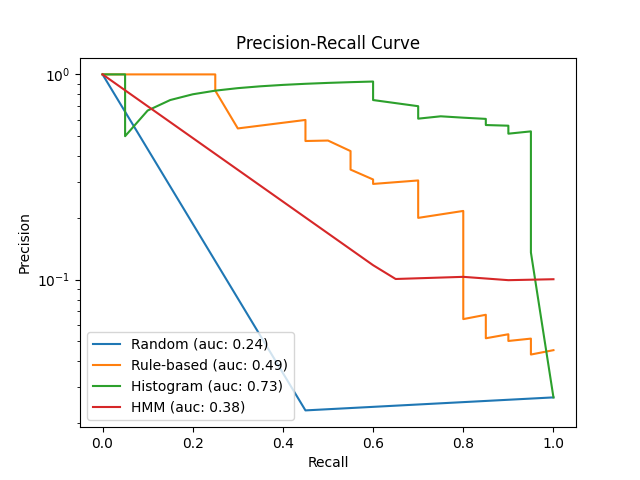 Precision-Recall Curve
10⁰
10⁻¹
Precision
Random (auc: 0.24)
Rule-based (auc: 0.49)
Histogram (auc: 0.73)
HMM (auc: 0.38)
0.0 0.2 0.4 0.6 0.8 1.0
Recall